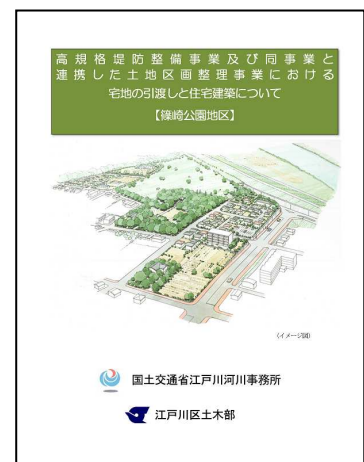 高規格堤防整備事業及び同事業と
連携した土地区画整理事業における
宅地の引渡しと住宅建築について
【篠崎公園地区】
（イメージ図）
国土交通省江戸川河川事務所
江戸川区土木部